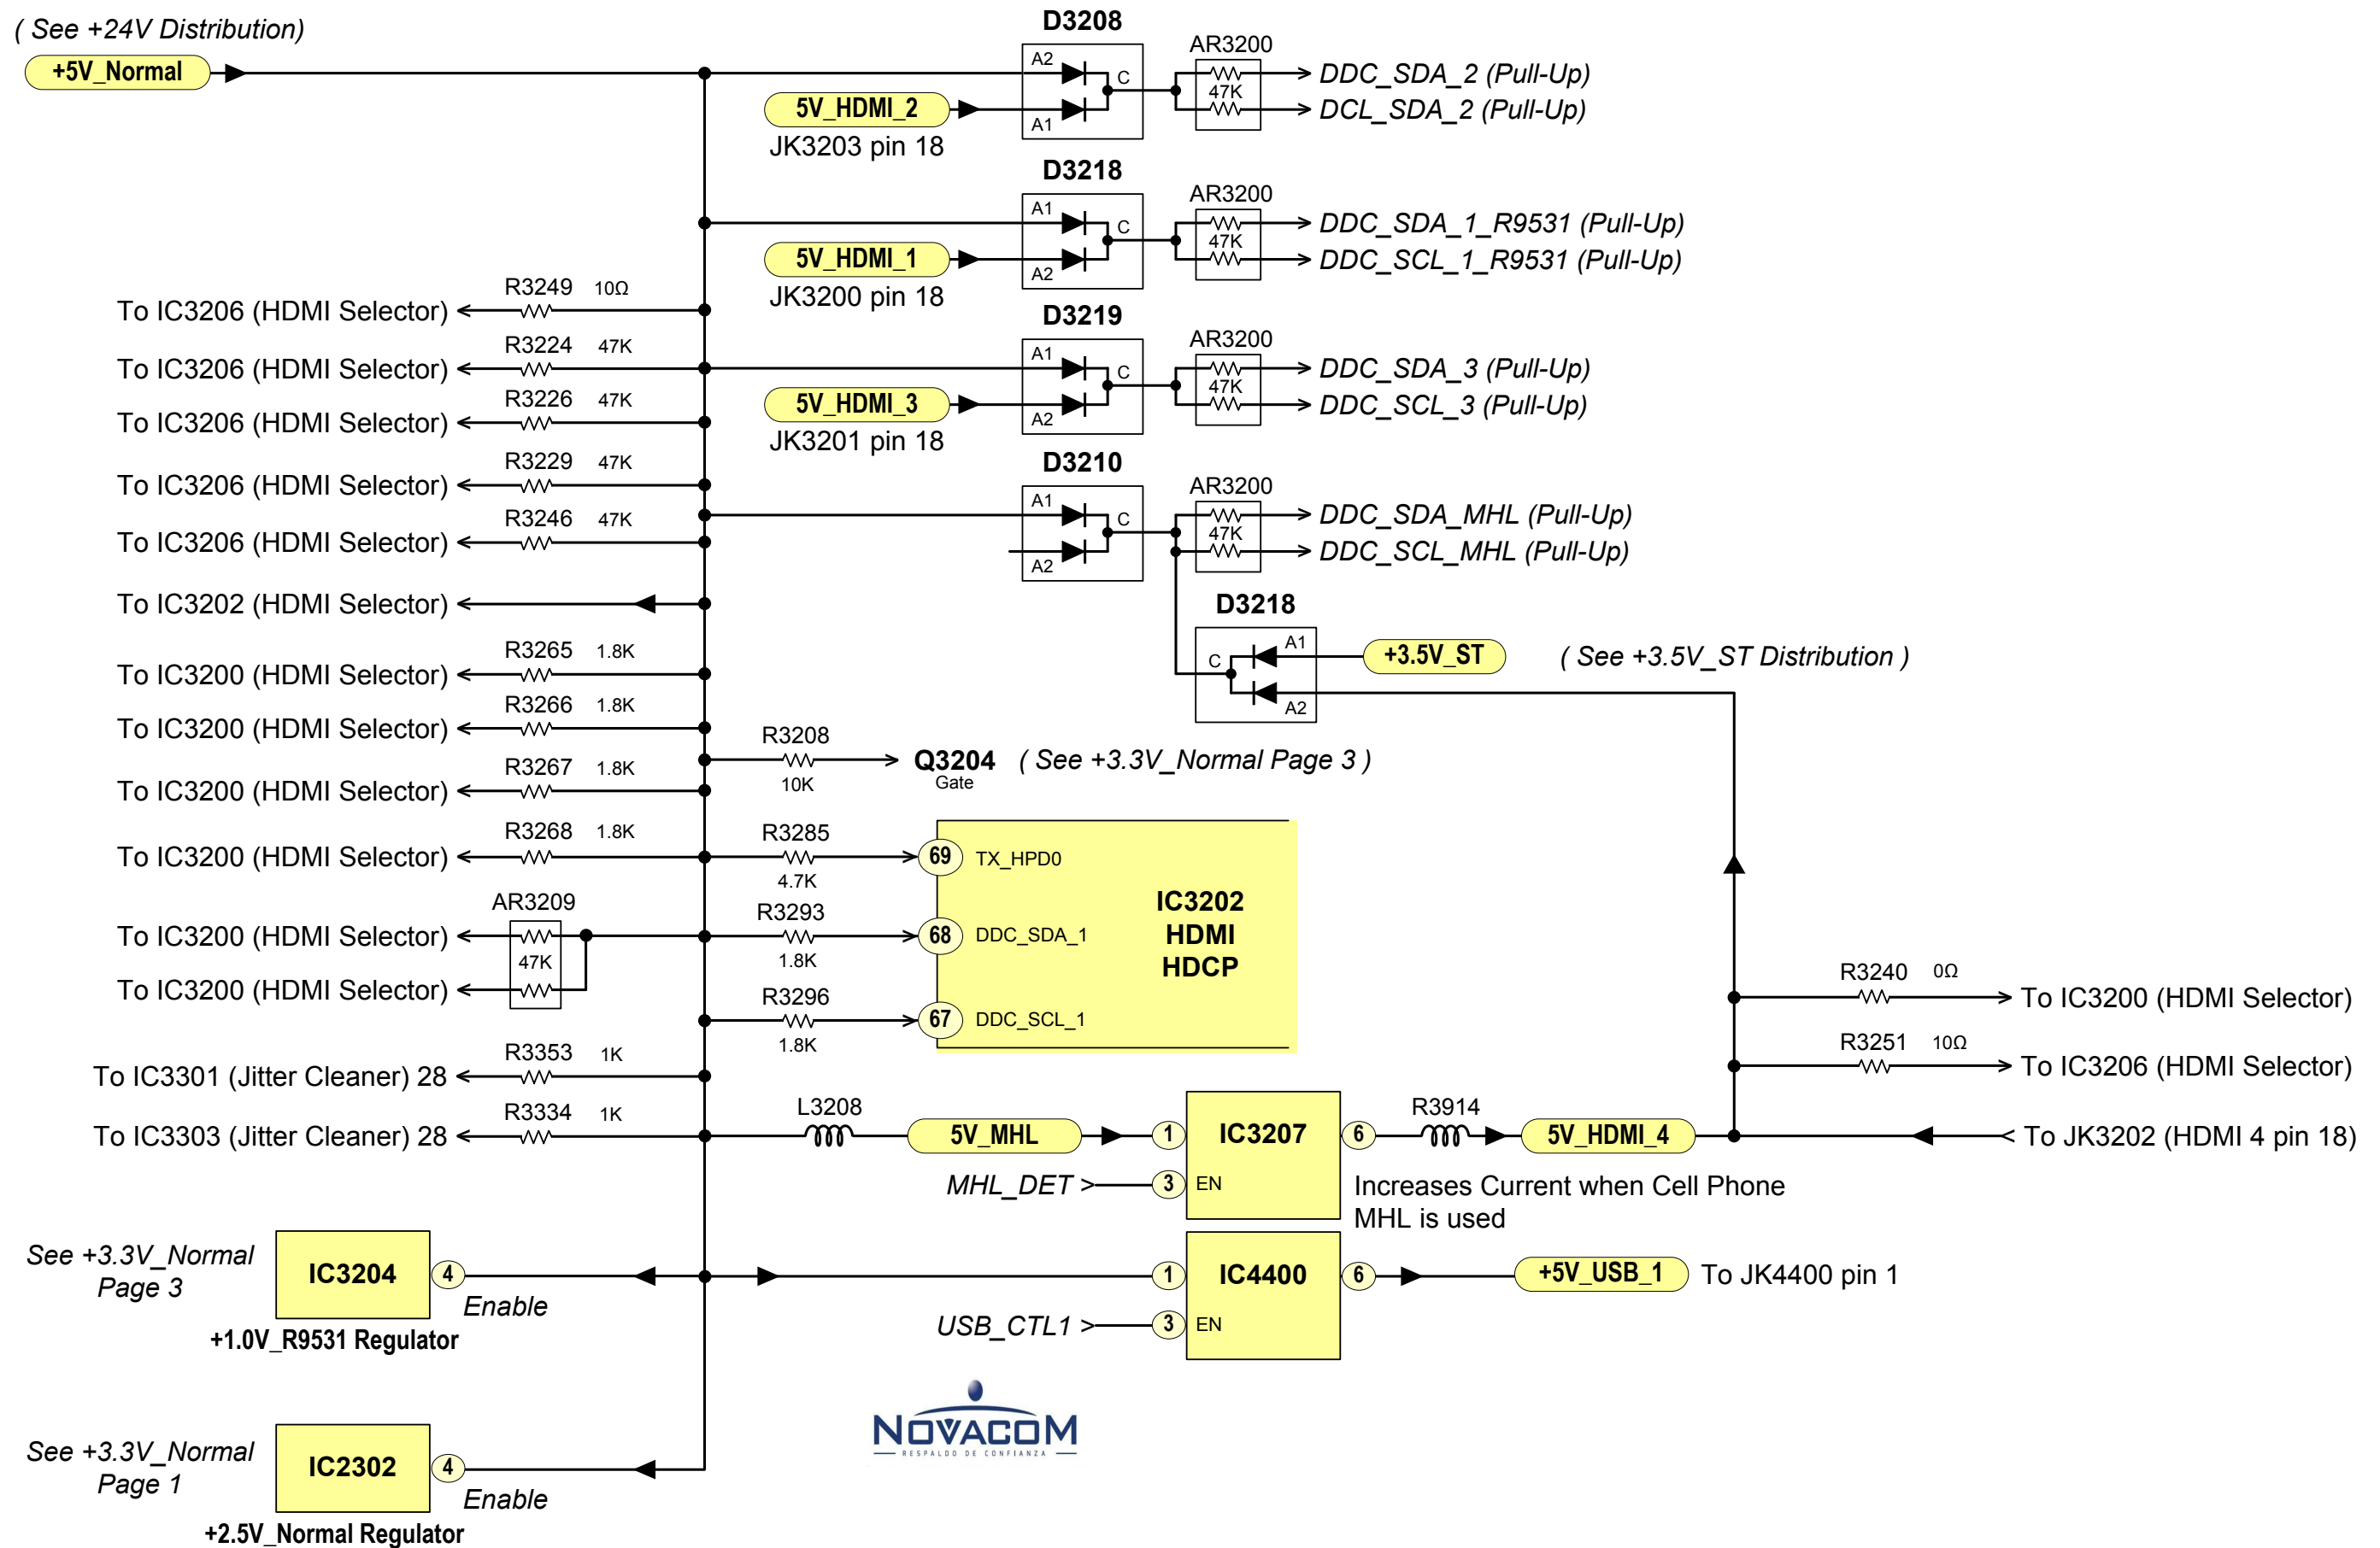 ( See +24V Distribution)
+5V_Normal
D3208
A2
C
A1
AR3200
47K
DDC_SDA_2 (Pull-Up)
DCL_SDA_2 (Pull-Up)
5V_HDMI_2
JK3203 pin 18
D3218
A1
C
A2
AR3200
47K
DDC_SDA_1_R9531 (Pull-Up)
DDC_SCL_1_R9531 (Pull-Up)
5V_HDMI_1
JK3200 pin 18
D3219
A1
C
A2
AR3200
47K
DDC_SDA_3 (Pull-Up)
DDC_SCL_3 (Pull-Up)
5V_HDMI_3
JK3201 pin 18
D3210
A1
C
A2
AR3200
47K
DDC_SDA_MHL (Pull-Up)
DDC_SCL_MHL (Pull-Up)
D3218
A1
C
A2
+3.5V_ST
( See +3.5V_ST Distribution )
R3249 10Ω
To IC3206 (HDMI Selector)
R3224 47K
To IC3206 (HDMI Selector)
R3226 47K
To IC3206 (HDMI Selector)
R3229 47K
To IC3206 (HDMI Selector)
R3246 47K
To IC3206 (HDMI Selector)
To IC3202 (HDMI Selector)
R3265 1.8K
To IC3200 (HDMI Selector)
R3266 1.8K
To IC3200 (HDMI Selector)
R3267 1.8K
To IC3200 (HDMI Selector)
R3268 1.8K
To IC3200 (HDMI Selector)
AR3209
To IC3200 (HDMI Selector)
47K
To IC3200 (HDMI Selector)
R3353 1K
To IC3301 (Jitter Cleaner) 28
R3334 1K
To IC3303 (Jitter Cleaner) 28
R3208
10K
Q3204
Gate
( See +3.3V_Normal Page 3 )
R3285
4.7K
69 TX_HPD0
R3293
1.8K
68 DDC_SDA_1
R3296
1.8K
67 DDC_SCL_1
IC3202
HDMI
HDCP
R3240 0Ω
To IC3200 (HDMI Selector)
R3251 10Ω
To IC3206 (HDMI Selector)
L3208
5V_MHL
1
IC3207
6
R3914
5V_HDMI_4
To JK3202 (HDMI 4 pin 18)
MHL_DET >
3 EN
Increases Current when Cell Phone
MHL is used
See +3.3V_Normal
Page 3
IC3204
4
Enable
+1.0V_R9531 Regulator
1
IC4400
6
+5V_USB_1
To JK4400 pin 1
USB_CTL1 >
3 EN
See +3.3V_Normal
Page 1
IC2302
4
Enable
+2.5V_Normal Regulator
NOVACOM
RESPALDO DE CONFIANZA